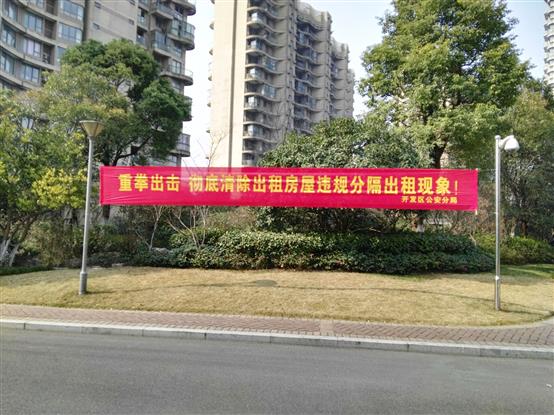 重拳出击 彻底清除出租房屋违规分隔出租现象！
开发区公安分局